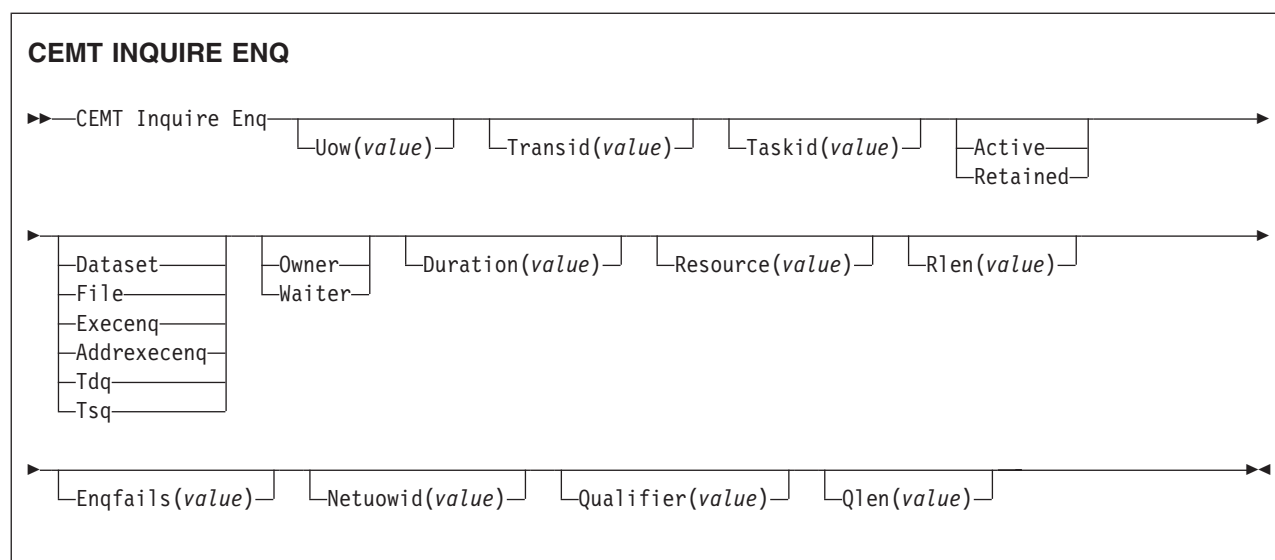 CEMT INQUIRE ENQ
CEMT Inquire Enq
Uow(value) Transid(value) Taskid(value) Active
Retained
Dataset Owner Duration(value) Resource(value) Rlen(value)
File Waiter
Execenq
Addrexecenq
Tdq
Tsq
Enqfails(value) Netuowid(value) Qualifier(value) Qlen(value)